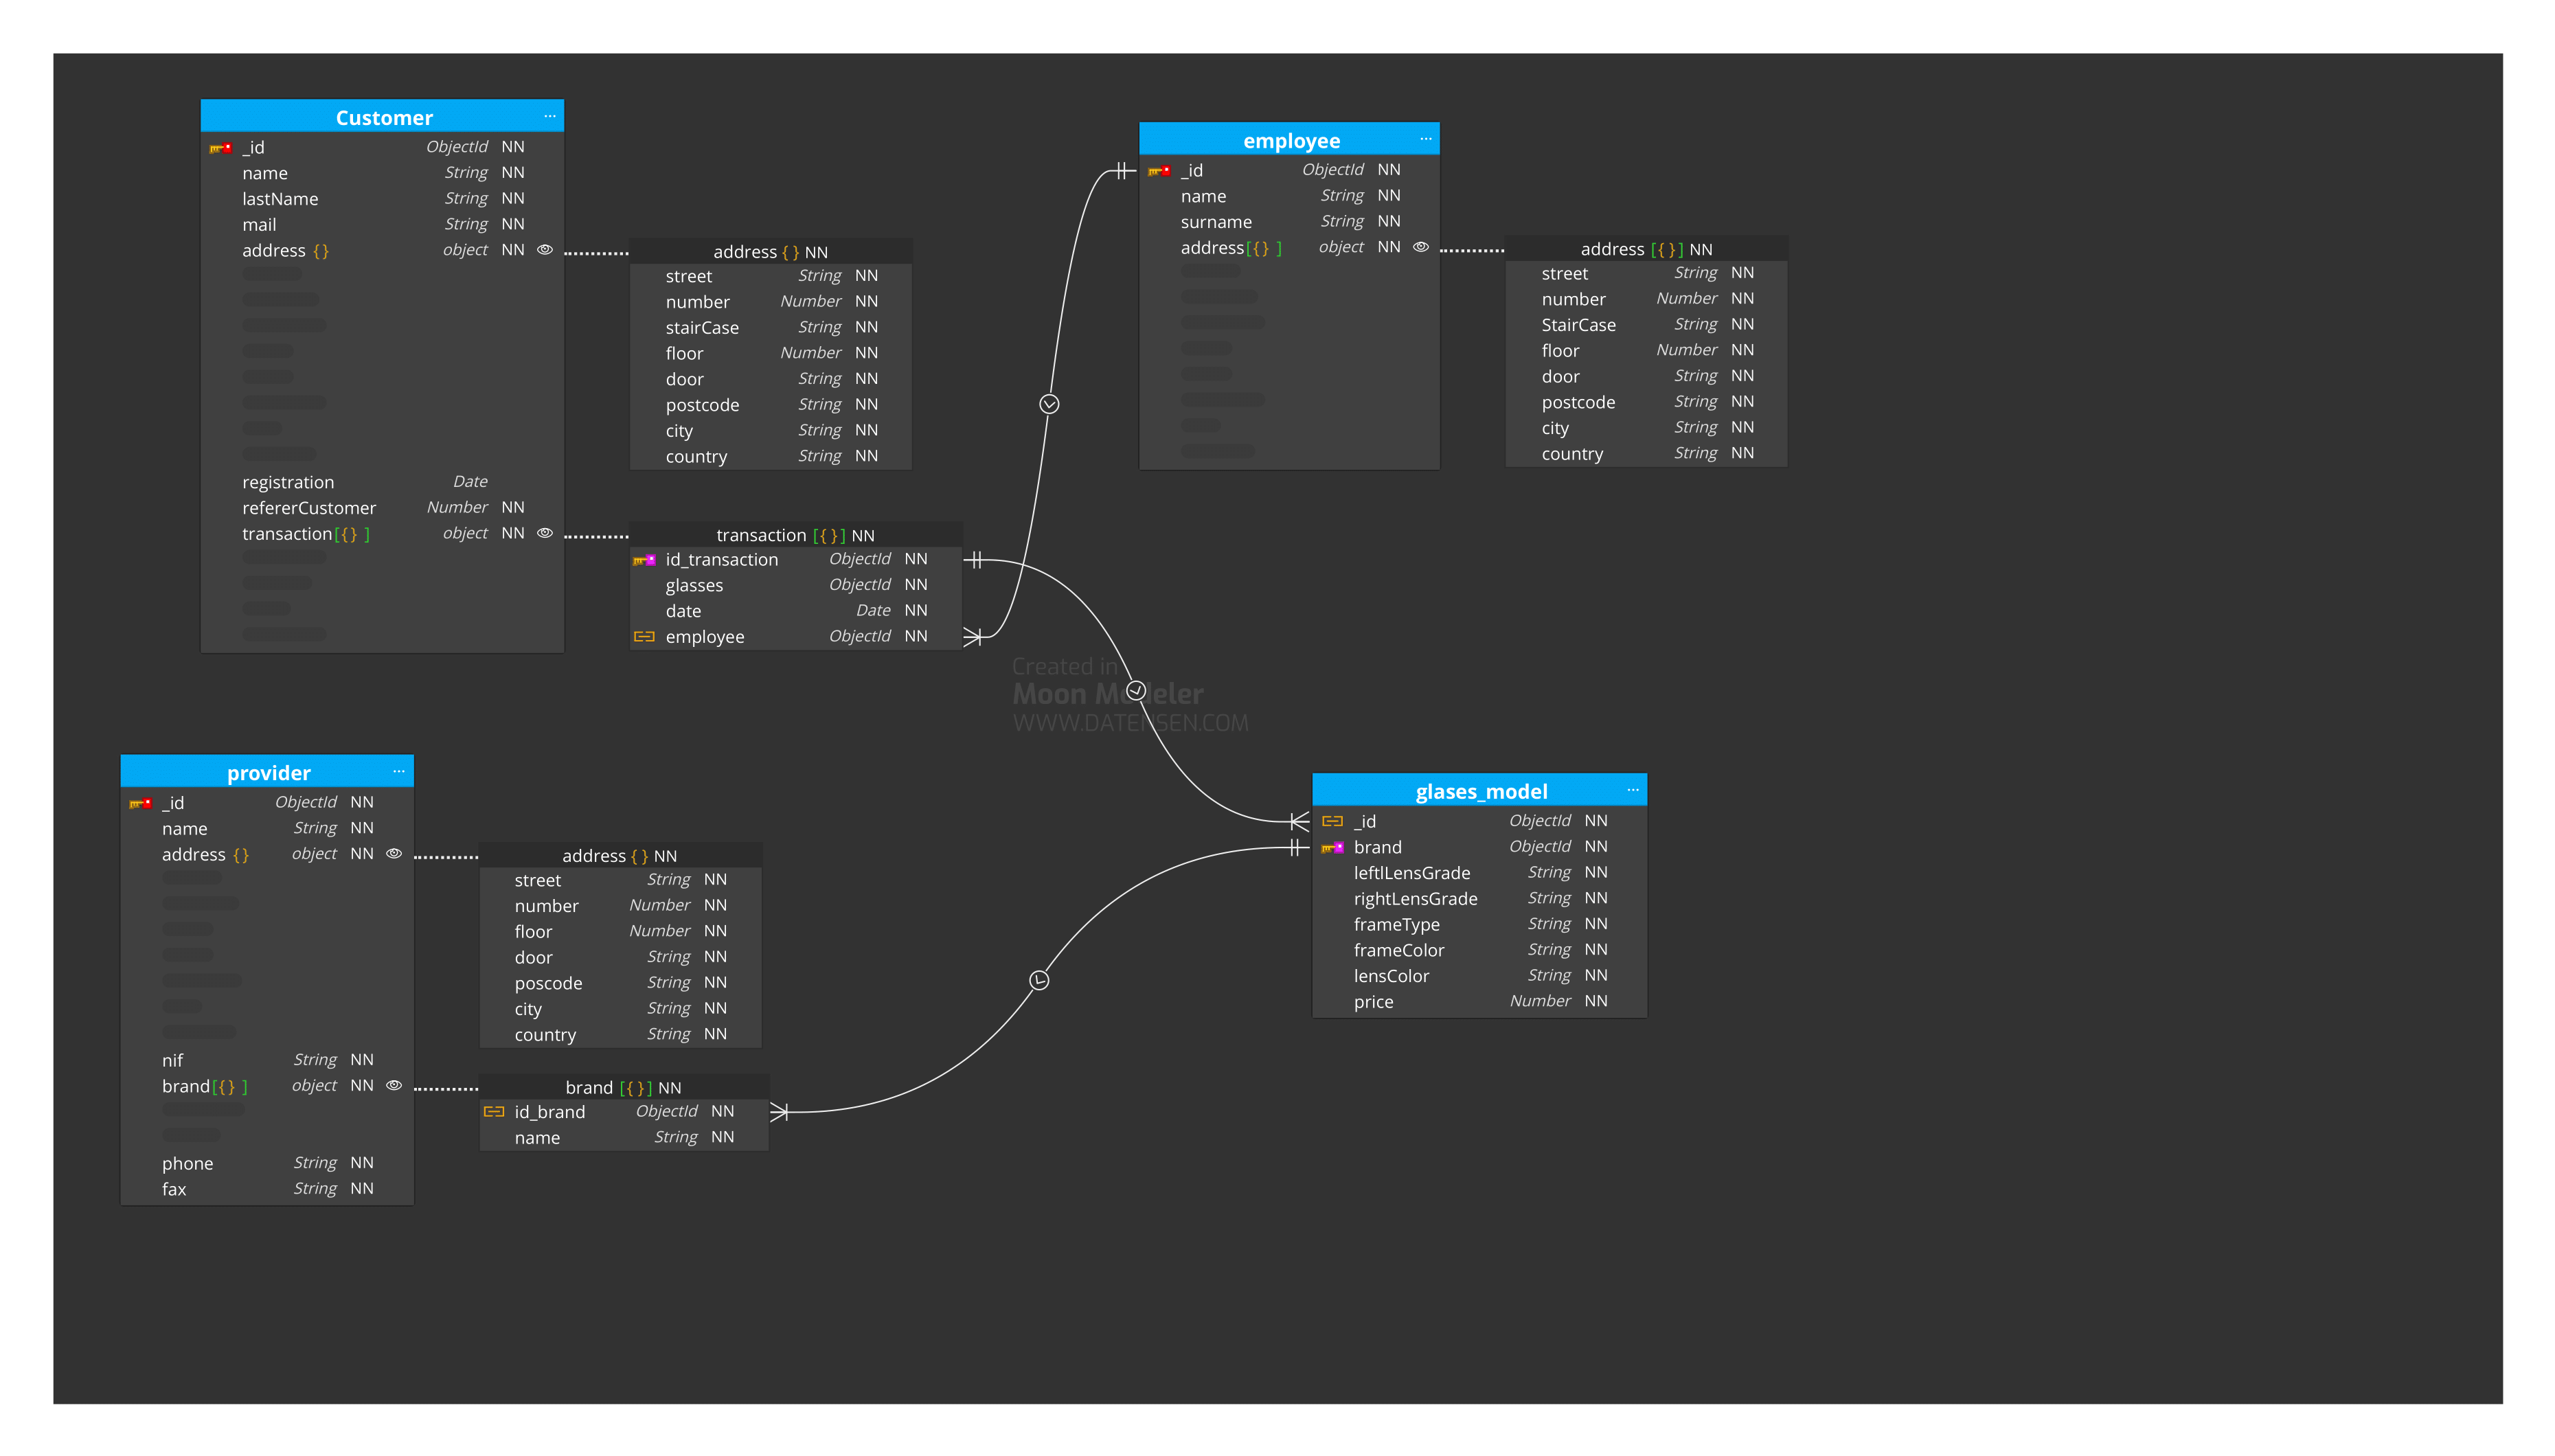 Customer ...
_id ObjectId NN
name String NN
lastName String NN
mail String NN
address {} object NN
registration Date
refererCustomer Number NN
transaction[{} ] object NN
address { } NN
street String NN
number Number NN
stairCase String NN
floor Number NN
door String NN
postcode String NN
city String NN
country String NN
transaction [{ }] NN
id_transaction ObjectId NN
glasses ObjectId NN
date Date NN
employee ObjectId NN
employee ...
_id ObjectId NN
name String NN
surname String NN
address[{} ] object NN
address [{ }] NN
street String NN
number Number NN
StairCase String NN
floor Number NN
door String NN
postcode String NN
city String NN
country String NN
Created in
Moon Modeler
WWW.DATENSEN.COM
provider ...
_id ObjectId NN
name String NN
address {} object NN
nif String NN
brand[{} ] object NN
phone String NN
fax String NN
address { } NN
street String NN
number Number NN
floor Number NN
door String NN
poscode String NN
city String NN
country String NN
brand [{ }] NN
id_brand ObjectId NN
name String NN
glases_model ...
_id ObjectId NN
brand ObjectId NN
leftlLensGrade String NN
rightLensGrade String NN
frameType String NN
frameColor String NN
lensColor String NN
price Number NN